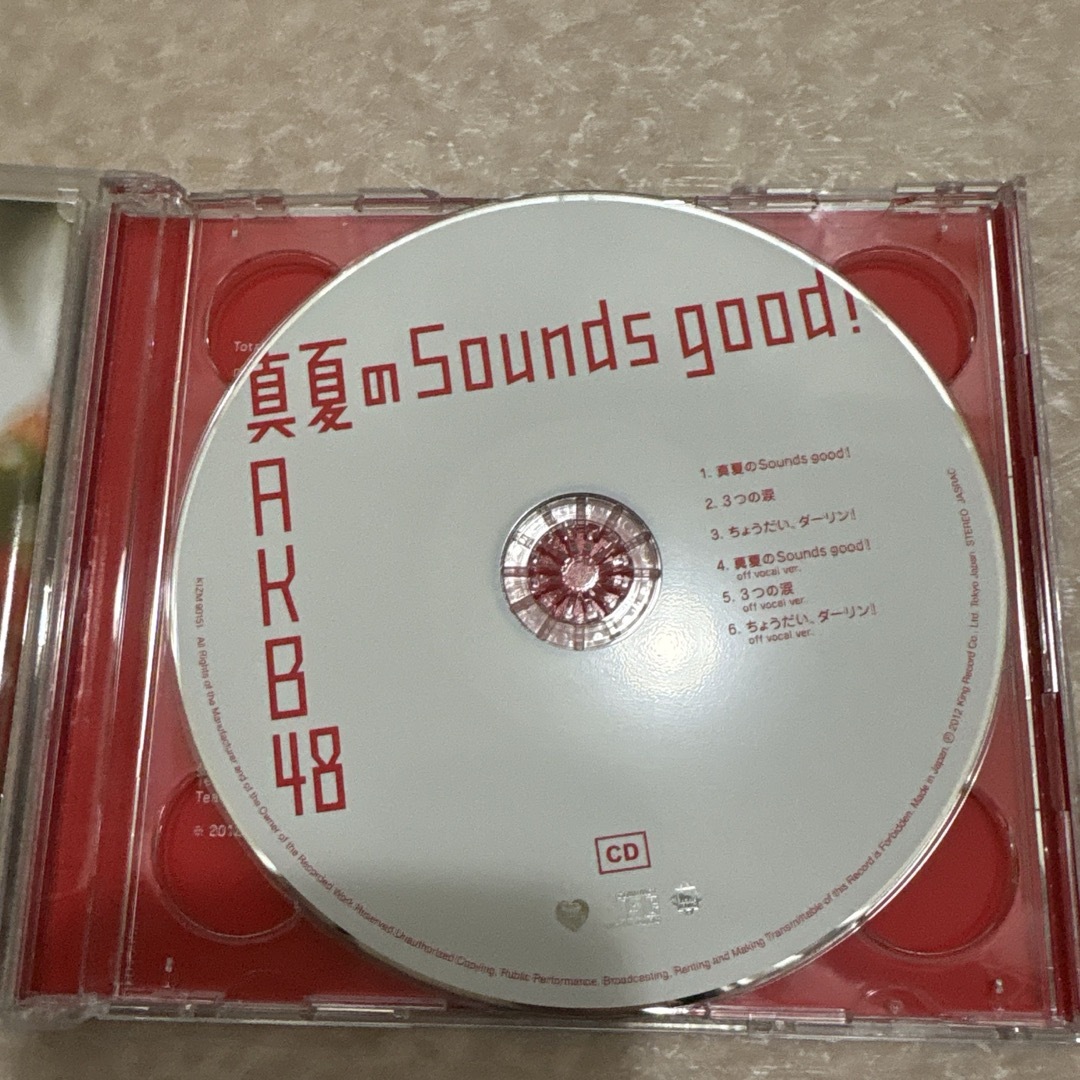 真夏のSounds good!
AKB48
1. 真夏のSounds good!
2. 3つの涙
3. ちょうだい、ダーリン!
4. 真夏のSounds good!
off vocal ver.
5. 3つの涙
off vocal ver.
6. ちょうだい、ダーリン!
off vocal ver.
CD
KIZM 90151 All Rights of the Manufacturer and of the Owner of the Recorded Work Reserved. Unauthorized Copying, Public Performance, Broadcasting, Renting and Making Transmittable of this Record is Forbidden. Made in Japan. ℗2012 King Record Co., Ltd. Tokyo Japan STEREO JASRAC